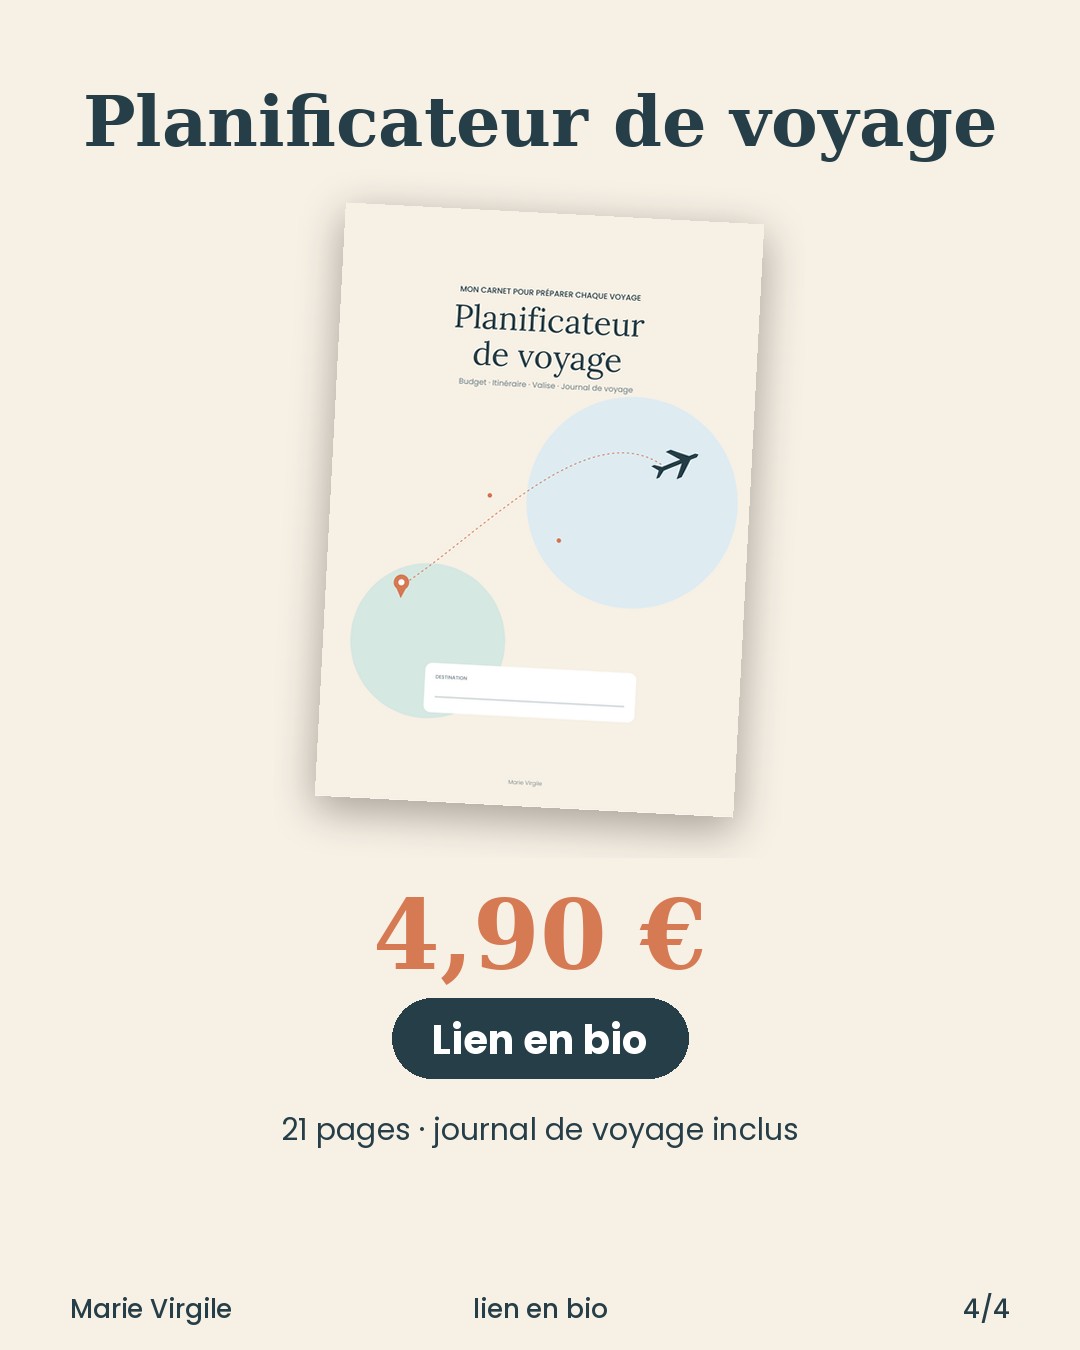 Planificateur de voyage
MON CARNET POUR PRÉPARER CHAQUE VOYAGE
Planificateur
de voyage
Budget · Itinéraire · Valise · Journal de voyage
DESTINATION
Marie Virgile
4,90 €
Lien en bio
21 pages · journal de voyage inclus
Marie Virgile
lien en bio
4/4